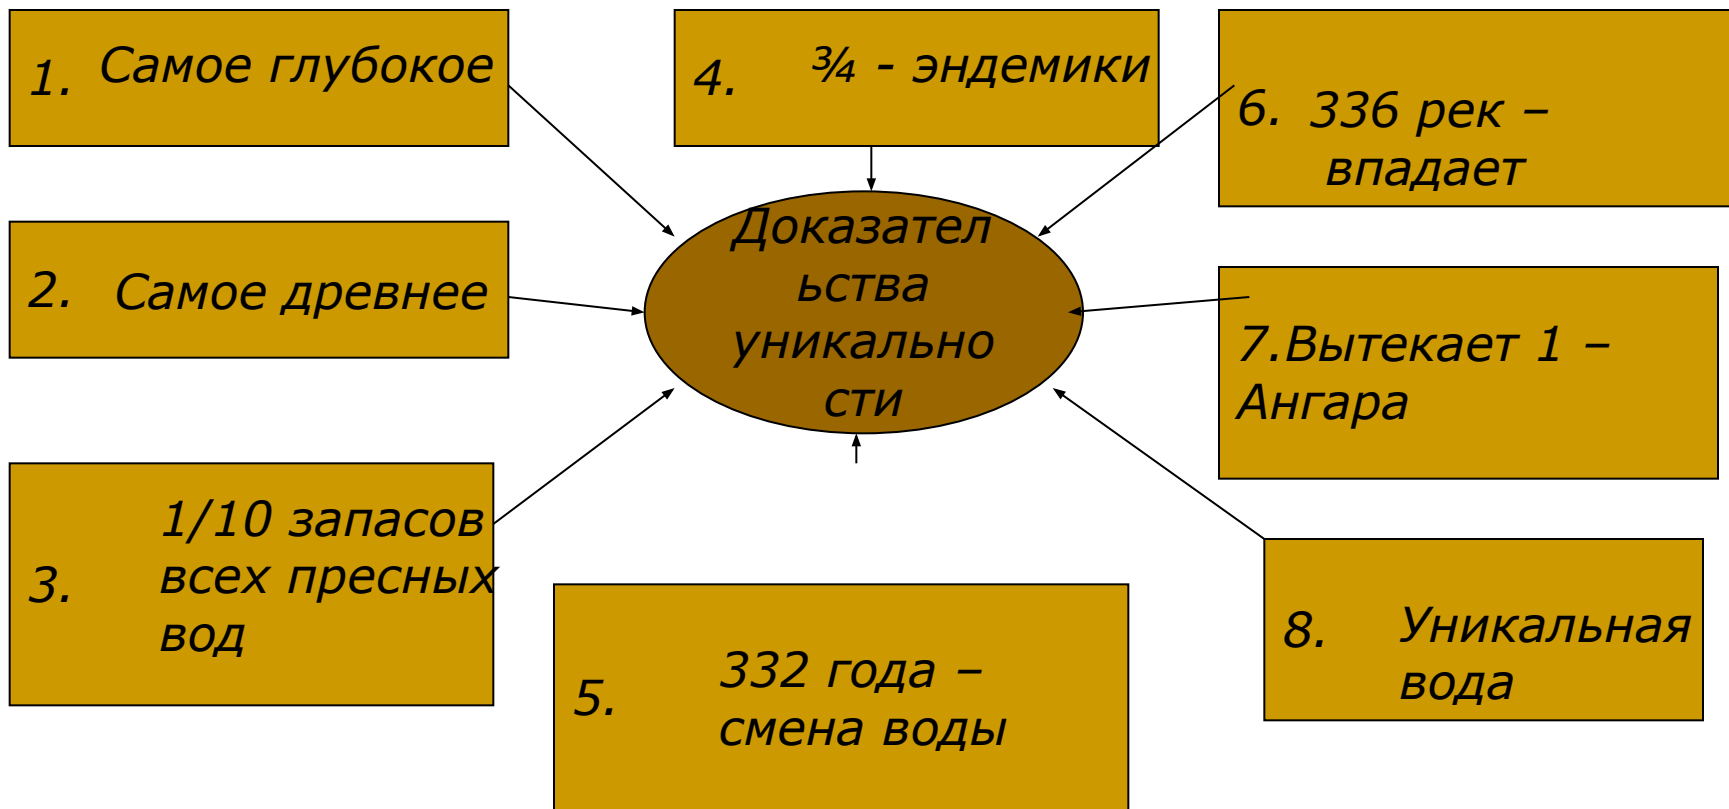 1. Самое глубокое
2. Самое древнее
3. 1/10 запасов
всех пресных
вод
4. ¾ - эндемики
Доказател
ьства
уникально
сти
5. 332 года –
смена воды
6. 336 рек –
впадает
7.Вытекает 1 –
Ангара
8. Уникальная
вода